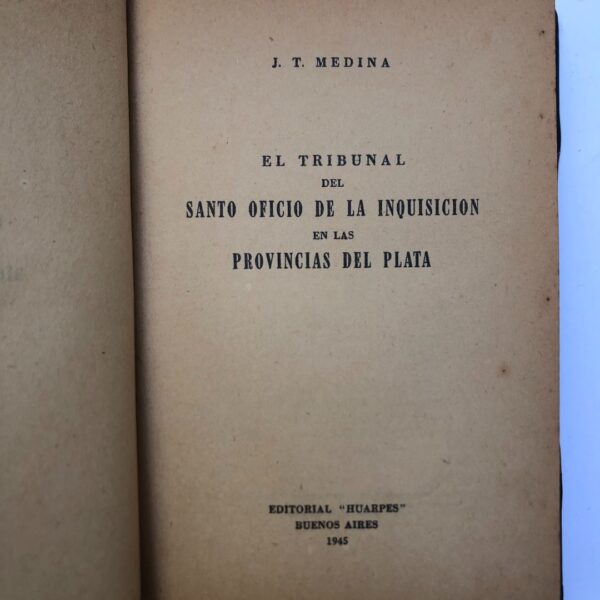 J. T. MEDINA
EL TRIBUNAL
DEL
SANTO OFICIO DE LA INQUISICION
EN LAS
PROVINCIAS DEL PLATA
EDITORIAL "HUARPES"
BUENOS AIRES
1945